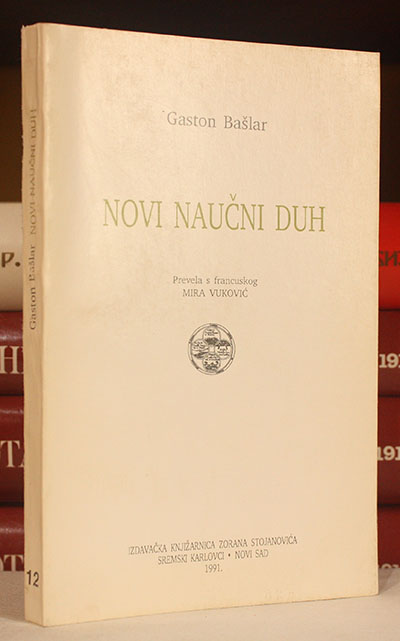 Gaston Bašlar
NOVI NAUČNI DUH
Prevela s francuskog
MIRA VUKOVIĆ
IZDAVAČKA KNJIŽARNICA ZORANA STOJANOVIĆA
SREMSKI KARLOVCI • NOVI SAD
1991.
Gaston Bašlar NOVI NAUČNI DUH
12